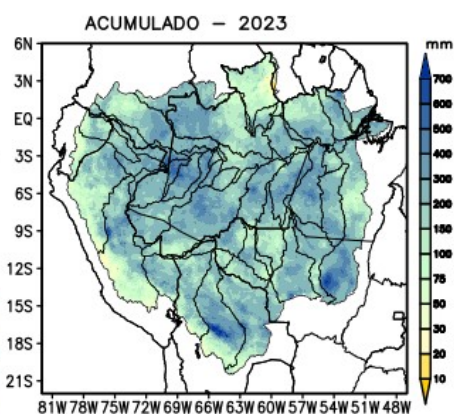 ACUMULADO – 2023
mm
6N
3N
EQ
3S
6S
9S
12S
15S
18S
21S
700
600
500
400
300
200
150
100
75
50
30
20
10
81W 78W 75W 72W 69W 66W 63W 60W 57W 54W 51W 48W